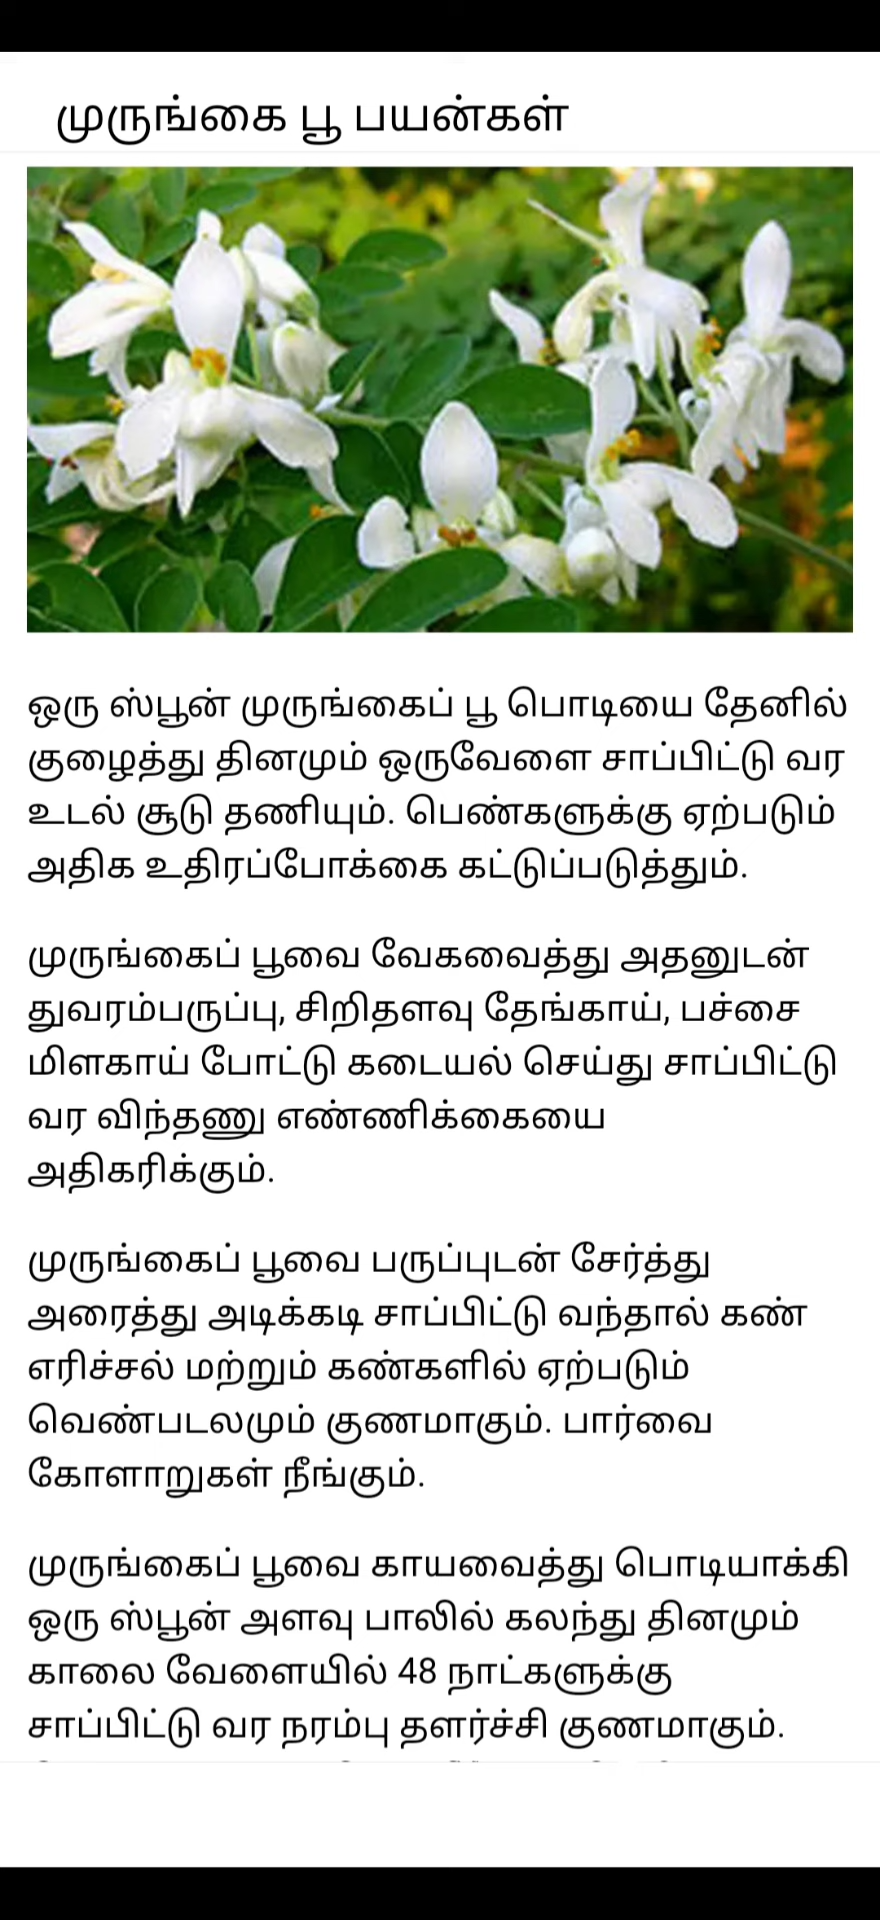 முருங்கை பூ பயன்கள்
ஒரு ஸ்பூன் முருங்கைப் பூ பொடியை தேனில்
குழைத்து தினமும் ஒருவேளை சாப்பிட்டு வர
உடல் சூடு தணியும். பெண்களுக்கு ஏற்படும்
அதிக உதிரப்போக்கை கட்டுப்படுத்தும்.
முருங்கைப் பூவை வேகவைத்து அதனுடன்
துவரம்பருப்பு, சிறிதளவு தேங்காய், பச்சை
மிளகாய் போட்டு கடையல் செய்து சாப்பிட்டு
வர விந்தணு எண்ணிக்கையை
அதிகரிக்கும்.
முருங்கைப் பூவை பருப்புடன் சேர்த்து
அரைத்து அடிக்கடி சாப்பிட்டு வந்தால் கண்
எரிச்சல் மற்றும் கண்களில் ஏற்படும்
வெண்படலமும் குணமாகும். பார்வை
கோளாறுகள் நீங்கும்.
முருங்கைப் பூவை காயவைத்து பொடியாக்கி
ஒரு ஸ்பூன் அளவு பாலில் கலந்து தினமும்
காலை வேளையில் 48 நாட்களுக்கு
சாப்பிட்டு வர நரம்பு தளர்ச்சி குணமாகும்.